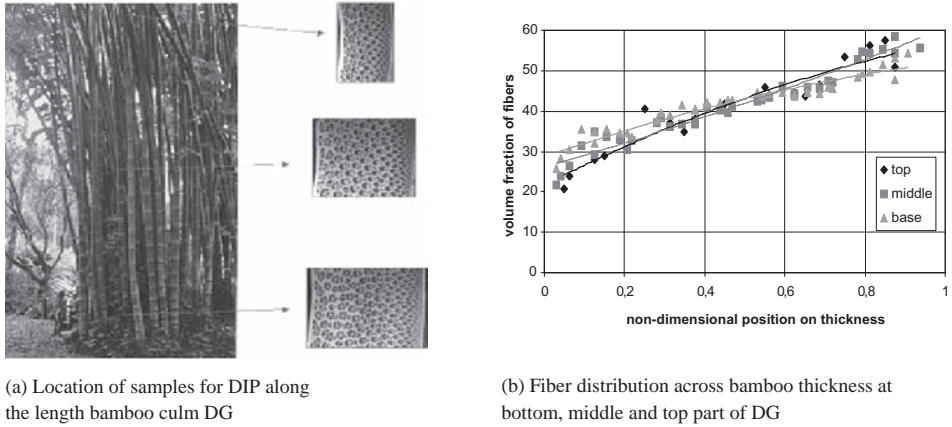 60
50
40
30
20
10
0
volume fraction of fibers
top
middle
base
0 0,2 0,4 0,6 0,8 1
non-dimensional position on thickness
(a) Location of samples for DIP along
the length bamboo culm DG
(b) Fiber distribution across bamboo thickness at
bottom, middle and top part of DG